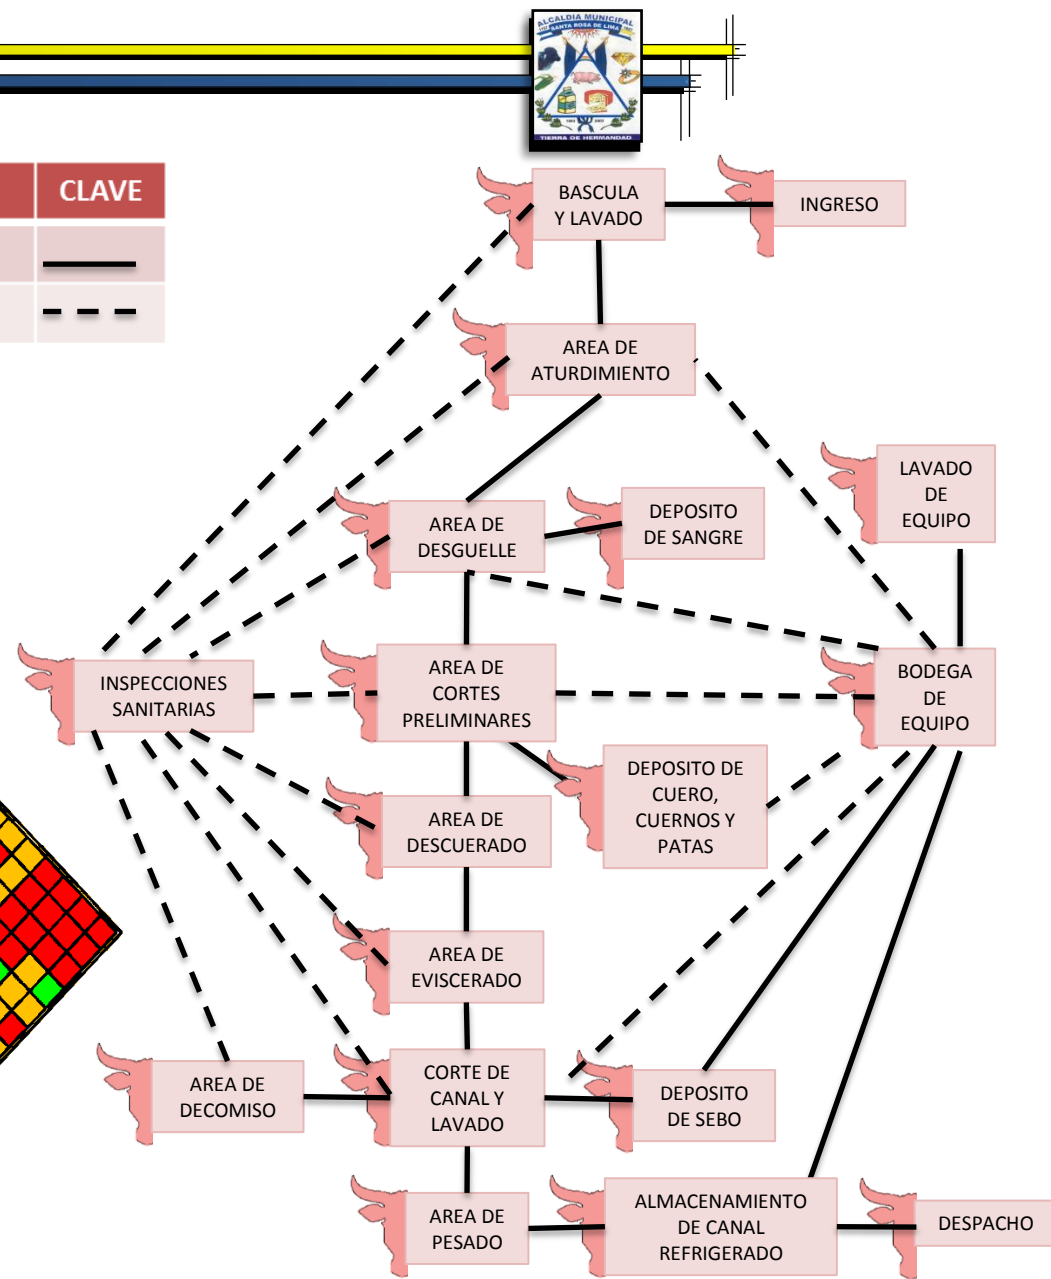 ALCALDIA MUNICIPAL
SANTA ROSA DE LIMA
TIERRA DE HERMANDAD
CLAVE
BASCULA
Y LAVADO
INGRESO
AREA DE
ATURDIMIENTO
LAVADO
DE
EQUIPO
AREA DE
DESGUELLE
DEPOSITO
DE SANGRE
INSPECCIONES
SANITARIAS
AREA DE
CORTES
PRELIMINARES
BODEGA
DE
EQUIPO
DEPOSITO DE
CUERO,
CUERNOS Y
PATAS
AREA DE
DESCUERADO
AREA DE
EVISCERADO
AREA DE
DECOMISO
CORTE DE
CANAL Y
LAVADO
DEPOSITO
DE SEBO
AREA DE
PESADO
ALMACENAMIENTO
DE CANAL
REFRIGERADO
DESPACHO